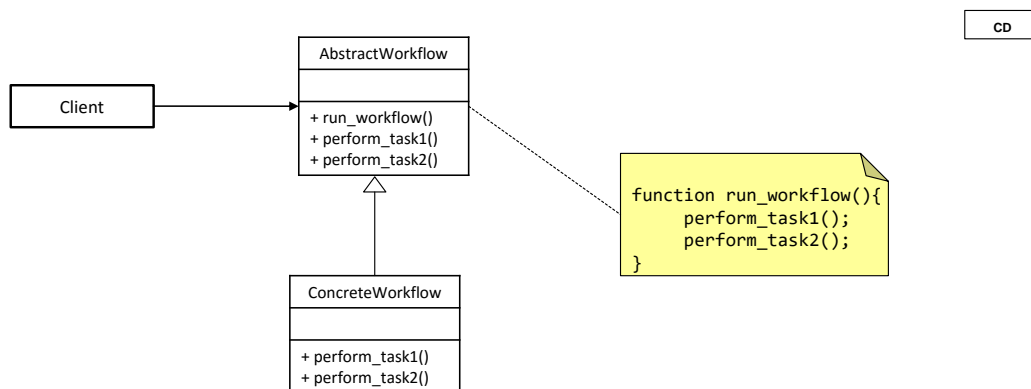 CD
AbstractWorkflow
Client
+ run_workflow()
+ perform_task1()
+ perform_task2()
function run_workflow(){
perform_task1();
perform_task2();
}
ConcreteWorkflow
+ perform_task1()
+ perform_task2()